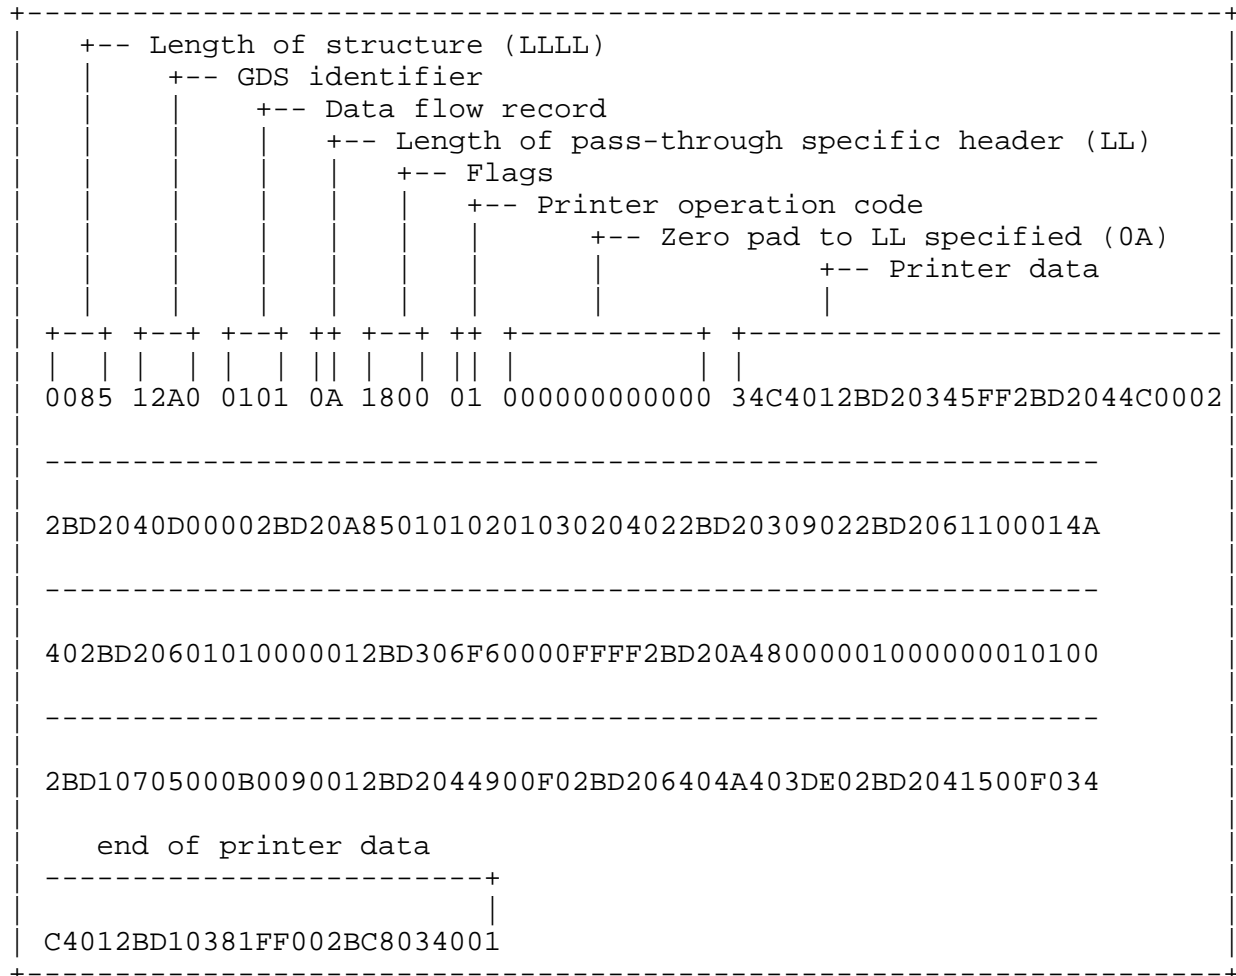 +-- Length of structure (LLLL)
+-- GDS identifier
+-- Data flow record
+-- Length of pass-through specific header (LL)
+-- Flags
+-- Printer operation code
+-- Zero pad to LL specified (0A)
+-- Printer data
0085 12A0 0101 0A 1800 01 000000000000 34C4012BD20345FF2BD2044C0002
2BD2040D00002BD20A8501010201030204022BD20309022BD2061100014A
402BD20601010000012BD306F60000FFFF2BD20A48000001000000010100
2BD10705000B0090012BD2044900F02BD206404A403DE02BD2041500F034
end of printer data
C4012BD10381FF002BC8034001